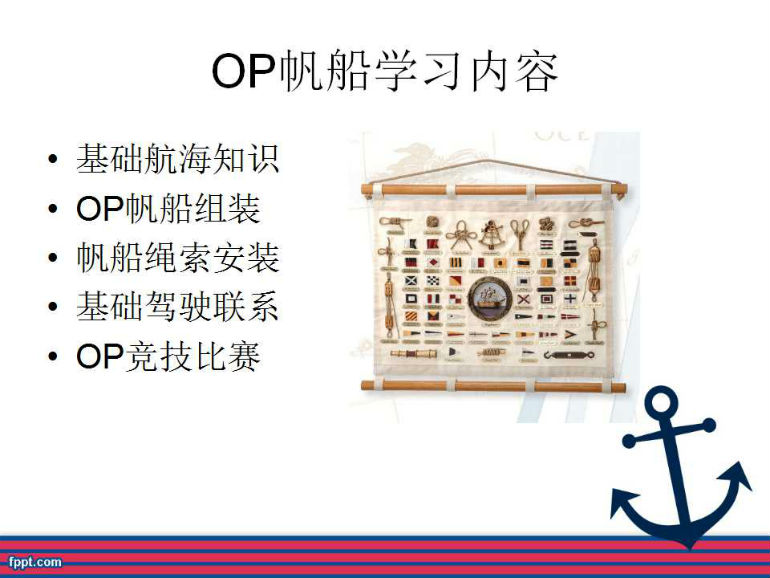 OP帆船学习内容
• 基础航海知识
• OP帆船组装
• 帆船绳索安装
• 基础驾驶联系
• OP竞技比赛
fppt.com